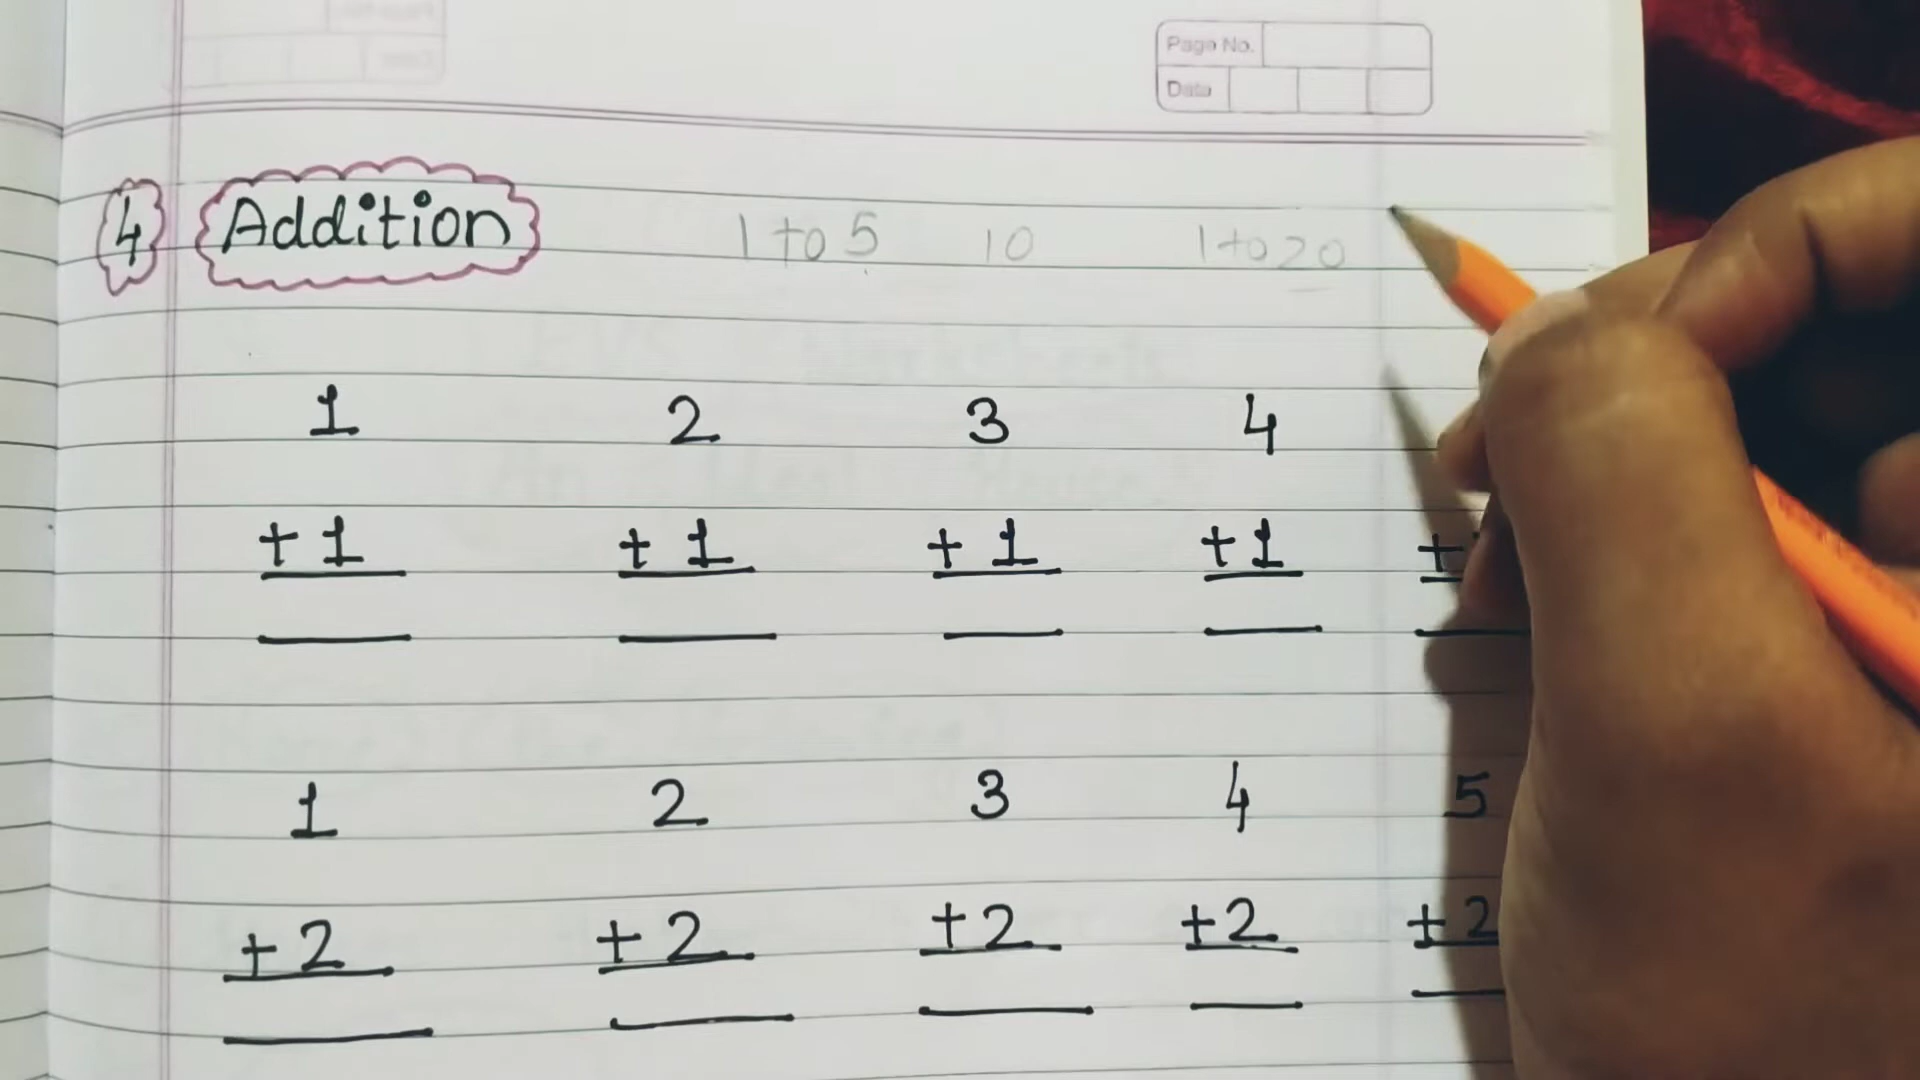 Page No.
Date
4 Addition 1 to 5 10 1 to 20
1 2 3 4
+1 +1 +1 +1 +
1 2 3 4 5
+2 +2 +2 +2 +2